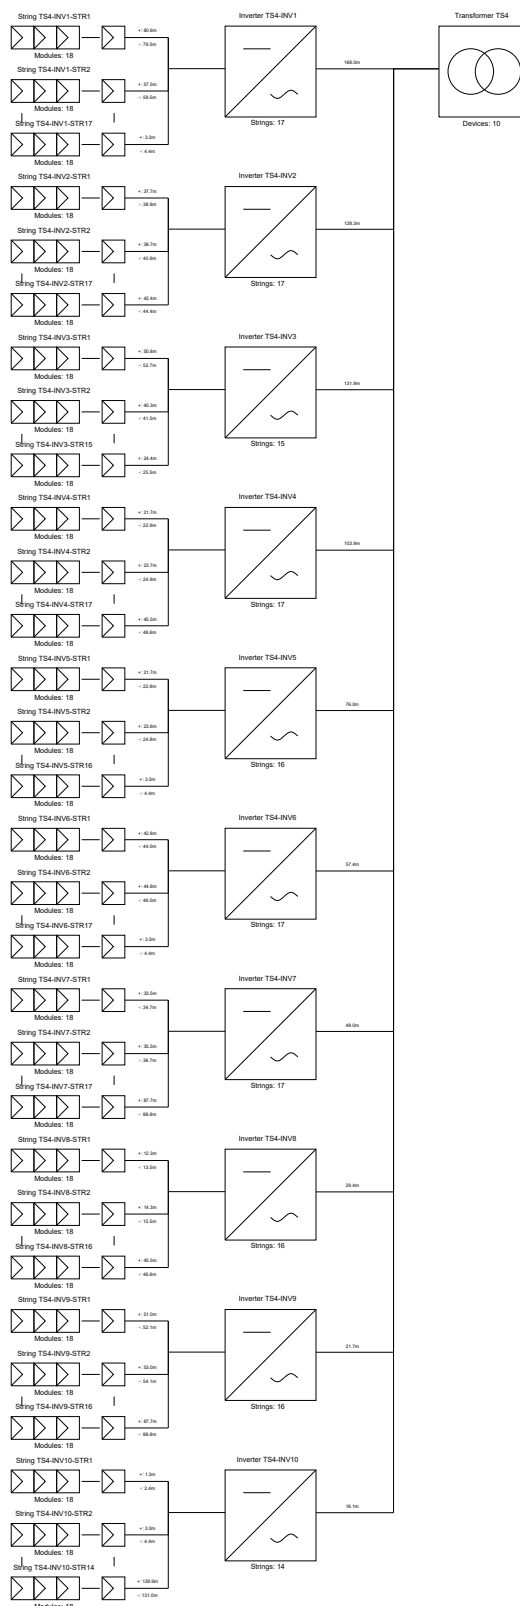 String TS4-INV1-STR1
Inverter TS4-INV1
Transformer TS4
+: 80.6m
-: 79.5m
Modules: 18
String TS4-INV1-STR2
+: 57.5m
-: 59.5m
168.0m
Modules: 18
String TS4-INV1-STR17
Strings: 17
Devices: 10
+: 3.3m
-: 4.4m
Modules: 18
String TS4-INV2-STR1
Inverter TS4-INV2
+: 37.7m
-: 38.8m
Modules: 18
String TS4-INV2-STR2
128.3m
+: 39.7m
-: 40.9m
Modules: 18
String TS4-INV2-STR17
Strings: 17
+: 42.4m
-: 44.4m
Modules: 18
String TS4-INV3-STR1
Inverter TS4-INV3
+: 50.8m
-: 52.7m
Modules: 18
String TS4-INV3-STR2
131.9m
+: 40.3m
-: 41.5m
Modules: 18
String TS4-INV3-STR15
Strings: 15
+: 24.4m
-: 25.5m
Modules: 18
String TS4-INV4-STR1
Inverter TS4-INV4
+: 21.7m
-: 22.9m
Modules: 18
String TS4-INV4-STR2
103.9m
+: 23.7m
-: 24.9m
Modules: 18
String TS4-INV4-STR17
Strings: 17
+: 45.5m
-: 46.6m
Modules: 18
String TS4-INV5-STR1
Inverter TS4-INV5
+: 21.7m
-: 22.8m
Modules: 18
String TS4-INV5-STR2
76.0m
+: 23.6m
-: 24.8m
Modules: 18
String TS4-INV5-STR16
Strings: 16
+: 3.3m
-: 4.4m
Modules: 18
String TS4-INV6-STR1
Inverter TS4-INV6
+: 42.9m
-: 44.0m
Modules: 18
String TS4-INV6-STR2
57.4m
+: 44.8m
-: 46.0m
Modules: 18
String TS4-INV6-STR17
Strings: 17
+: 3.3m
-: 4.4m
Modules: 18
String TS4-INV7-STR1
Inverter TS4-INV7
+: 33.5m
-: 34.7m
Modules: 18
String TS4-INV7-STR2
48.0m
+: 35.5m
-: 36.7m
Modules: 18
String TS4-INV7-STR17
Strings: 17
+: 87.7m
-: 88.8m
Modules: 18
String TS4-INV8-STR1
Inverter TS4-INV8
+: 12.3m
-: 13.5m
Modules: 18
String TS4-INV8-STR2
29.4m
+: 14.3m
-: 15.5m
Modules: 18
String TS4-INV8-STR16
Strings: 16
+: 45.5m
-: 46.6m
Modules: 18
String TS4-INV9-STR1
Inverter TS4-INV9
+: 51.0m
-: 52.1m
Modules: 18
String TS4-INV9-STR2
21.7m
+: 53.0m
-: 54.1m
Modules: 18
String TS4-INV9-STR16
Strings: 16
+: 87.7m
-: 88.8m
Modules: 18
String TS4-INV10-STR1
Inverter TS4-INV10
+: 1.3m
-: 2.4m
Modules: 18
String TS4-INV10-STR2
19.1m
+: 3.3m
-: 4.4m
Modules: 18
String TS4-INV10-STR14
Strings: 14
+: 129.9m
-: 131.0m
Modules: 18